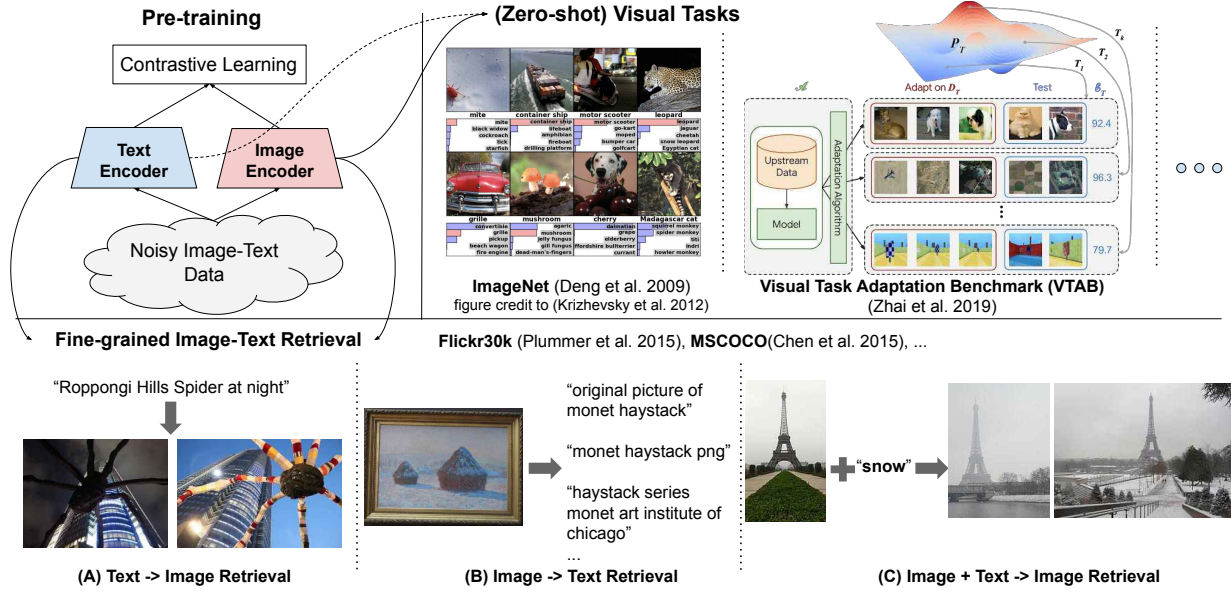 Pre-training
Contrastive Learning
Text
Encoder
Image
Encoder
Noisy Image-Text
Data
(Zero-shot) Visual Tasks
mite
container ship
motor scooter
leopard
mite
black widow
cockroach
tick
starfish
container ship
lifeboat
amphibian
fireboat
drilling platform
motor scooter
go-kart
moped
bumper car
golfcart
leopard
jaguar
cheetah
snow leopard
Egyptian cat
grille
mushroom
cherry
Madagascar cat
convertible
grille
pickup
beach wagon
fire engine
agaric
mushroom
jelly fungus
gill fungus
dead-man's-fingers
dalmatian
grape
elderberry
ffordshire bullterrier
currant
squirrel monkey
spider monkey
titi
indri
howler monkey
ImageNet (Deng et al. 2009)
figure credit to (Krizhevsky et al. 2012)
P_T
T_k
T_2
T_1
Adapt on D_T
Test
Upstream
Data
Model
Adaptation Algorithm
92.4
96.3
79.7
Visual Task Adaptation Benchmark (VTAB)
(Zhai et al. 2019)
Fine-grained Image-Text Retrieval
Flickr30k (Plummer et al. 2015), MSCOCO(Chen et al. 2015), ...
“Roppongi Hills Spider at night”
(A) Text -> Image Retrieval
“original picture of
monet haystack”
“monet haystack png”
“haystack series
monet art institute of
chicago”
...
(B) Image -> Text Retrieval
“snow”
(C) Image + Text -> Image Retrieval